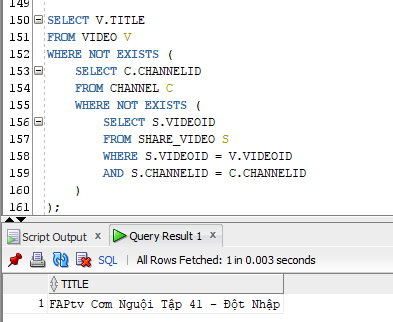 149
150 SELECT V.TITLE
151 FROM VIDEO V
152 WHERE NOT EXISTS (
153 SELECT C.CHANNELID
154 FROM CHANNEL C
155 WHERE NOT EXISTS (
156 SELECT S.VIDEOID
157 FROM SHARE_VIDEO S
158 WHERE S.VIDEOID = V.VIDEOID
159 AND S.CHANNELID = C.CHANNELID
160 )
161 );
Script Output x Query Result 1 x
SQL | All Rows Fetched: 1 in 0.003 seconds
TITLE
1 FAPtv Cơm Nguội Tập 41 - Đột Nhập